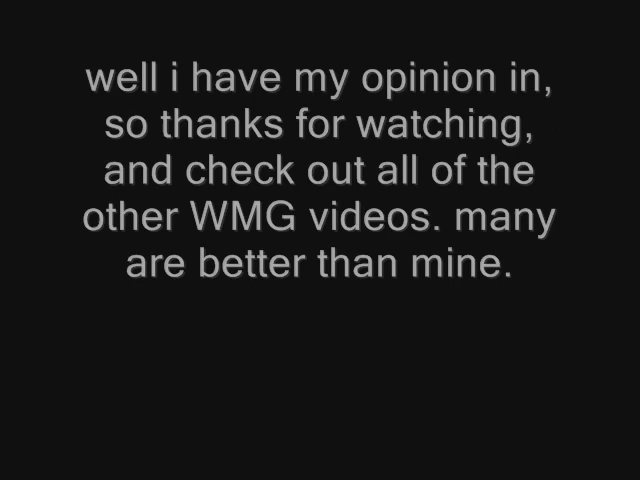 well i have my opinion in,
so thanks for watching,
and check out all of the
other WMG videos. many
are better than mine.